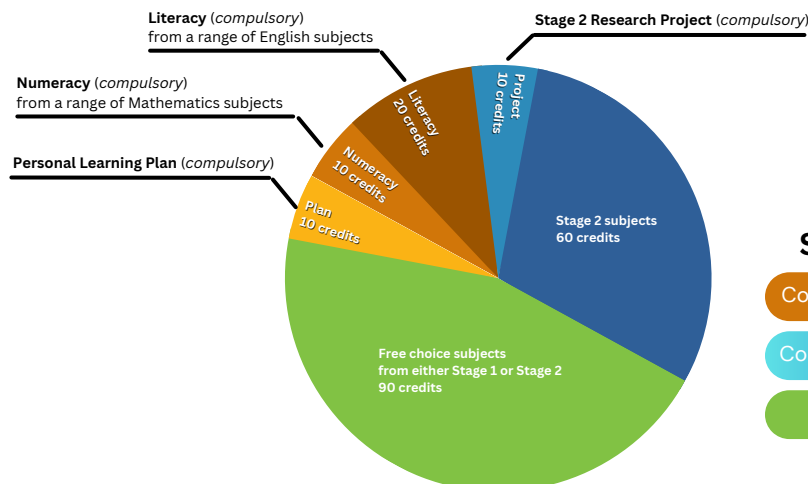 Literacy (compulsory)
from a range of English subjects
Stage 2 Research Project (compulsory)
Numeracy (compulsory)
from a range of Mathematics subjects
Personal Learning Plan (compulsory)
Project
10 credits
Literacy
20 credits
Numeracy
10 credits
Plan
10 credits
Stage 2 subjects
60 credits
Free choice subjects
from either Stage 1 or Stage 2
90 credits
S
Co
Co